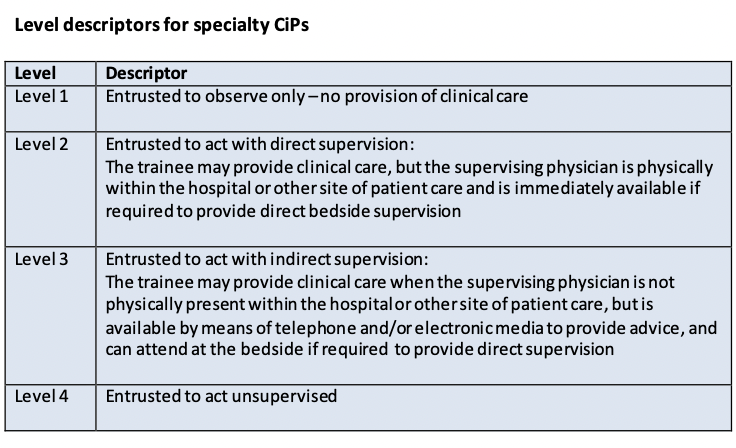 Level descriptors for specialty CiPs
Level Descriptor
Level 1 Entrusted to observe only – no provision of clinical care
Level 2 Entrusted to act with direct supervision:
The trainee may provide clinical care, but the supervising physician is physically
within the hospital or other site of patient care and is immediately available if
required to provide direct bedside supervision
Level 3 Entrusted to act with indirect supervision:
The trainee may provide clinical care when the supervising physician is not
physically present within the hospital or other site of patient care, but is
available by means of telephone and/or electronic media to provide advice, and
can attend at the bedside if required to provide direct supervision
Level 4 Entrusted to act unsupervised